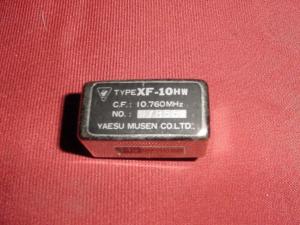 TYPE XF-10HW
C.F.: 10.760MHz
NO.:
YAESU MUSEN CO.LTD.